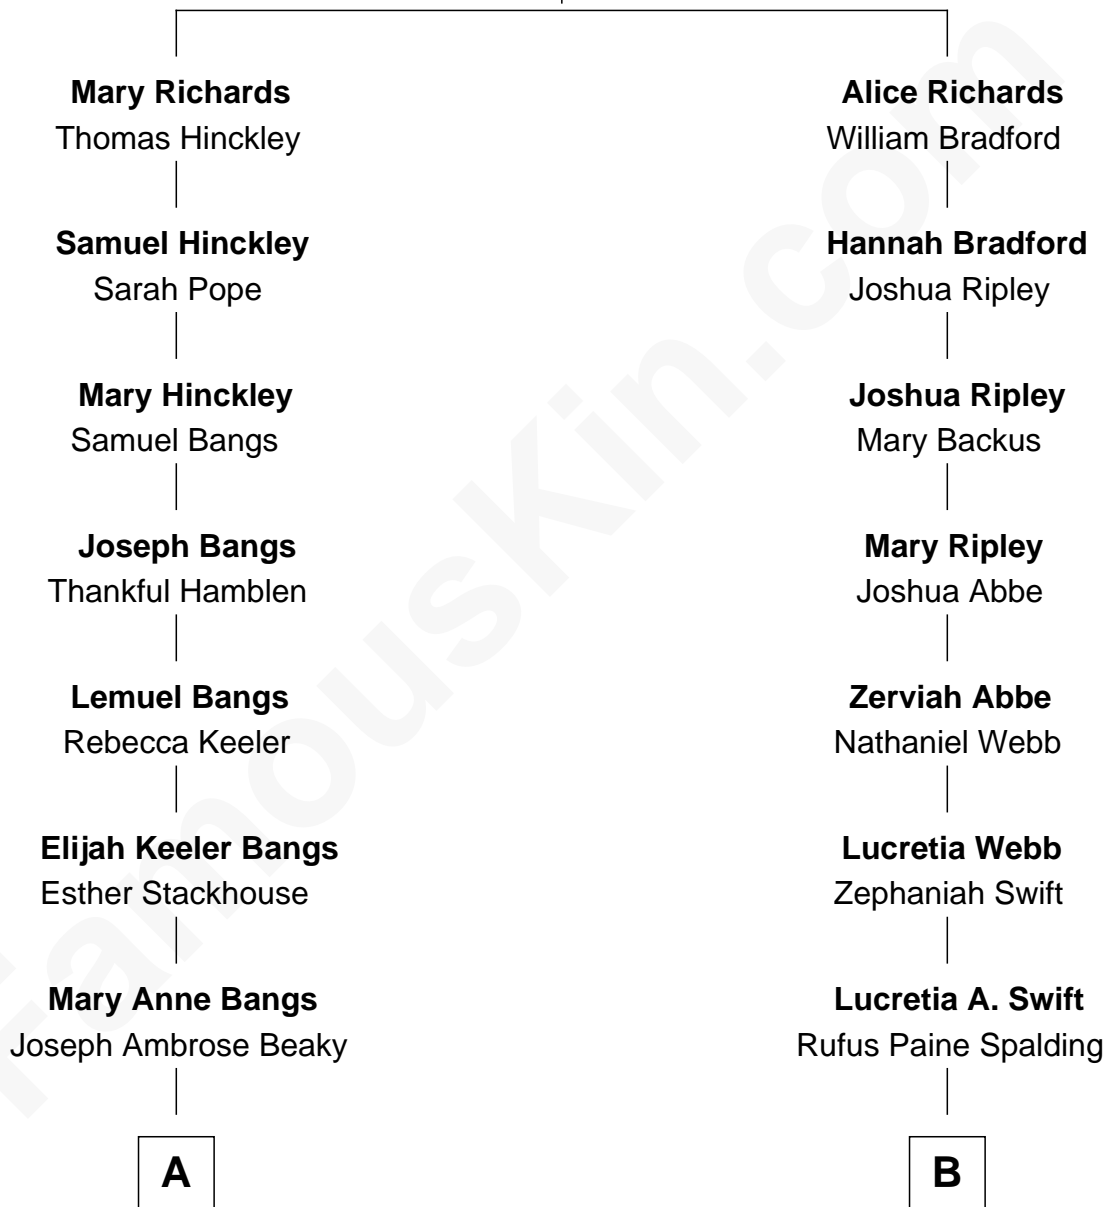 Mary Richards
Thomas Hinckley
Samuel Hinckley
Sarah Pope
Mary Hinckley
Samuel Bangs
Joseph Bangs
Thankful Hamblen
Lemuel Bangs
Rebecca Keeler
Elijah Keeler Bangs
Esther Stackhouse
Mary Anne Bangs
Joseph Ambrose Beaky
A
Alice Richards
William Bradford
Hannah Bradford
Joshua Ripley
Joshua Ripley
Mary Backus
Mary Ripley
Joshua Abbe
Zerviah Abbe
Nathaniel Webb
Lucretia Webb
Zephaniah Swift
Lucretia A. Swift
Rufus Paine Spalding
B
FamousKin.com